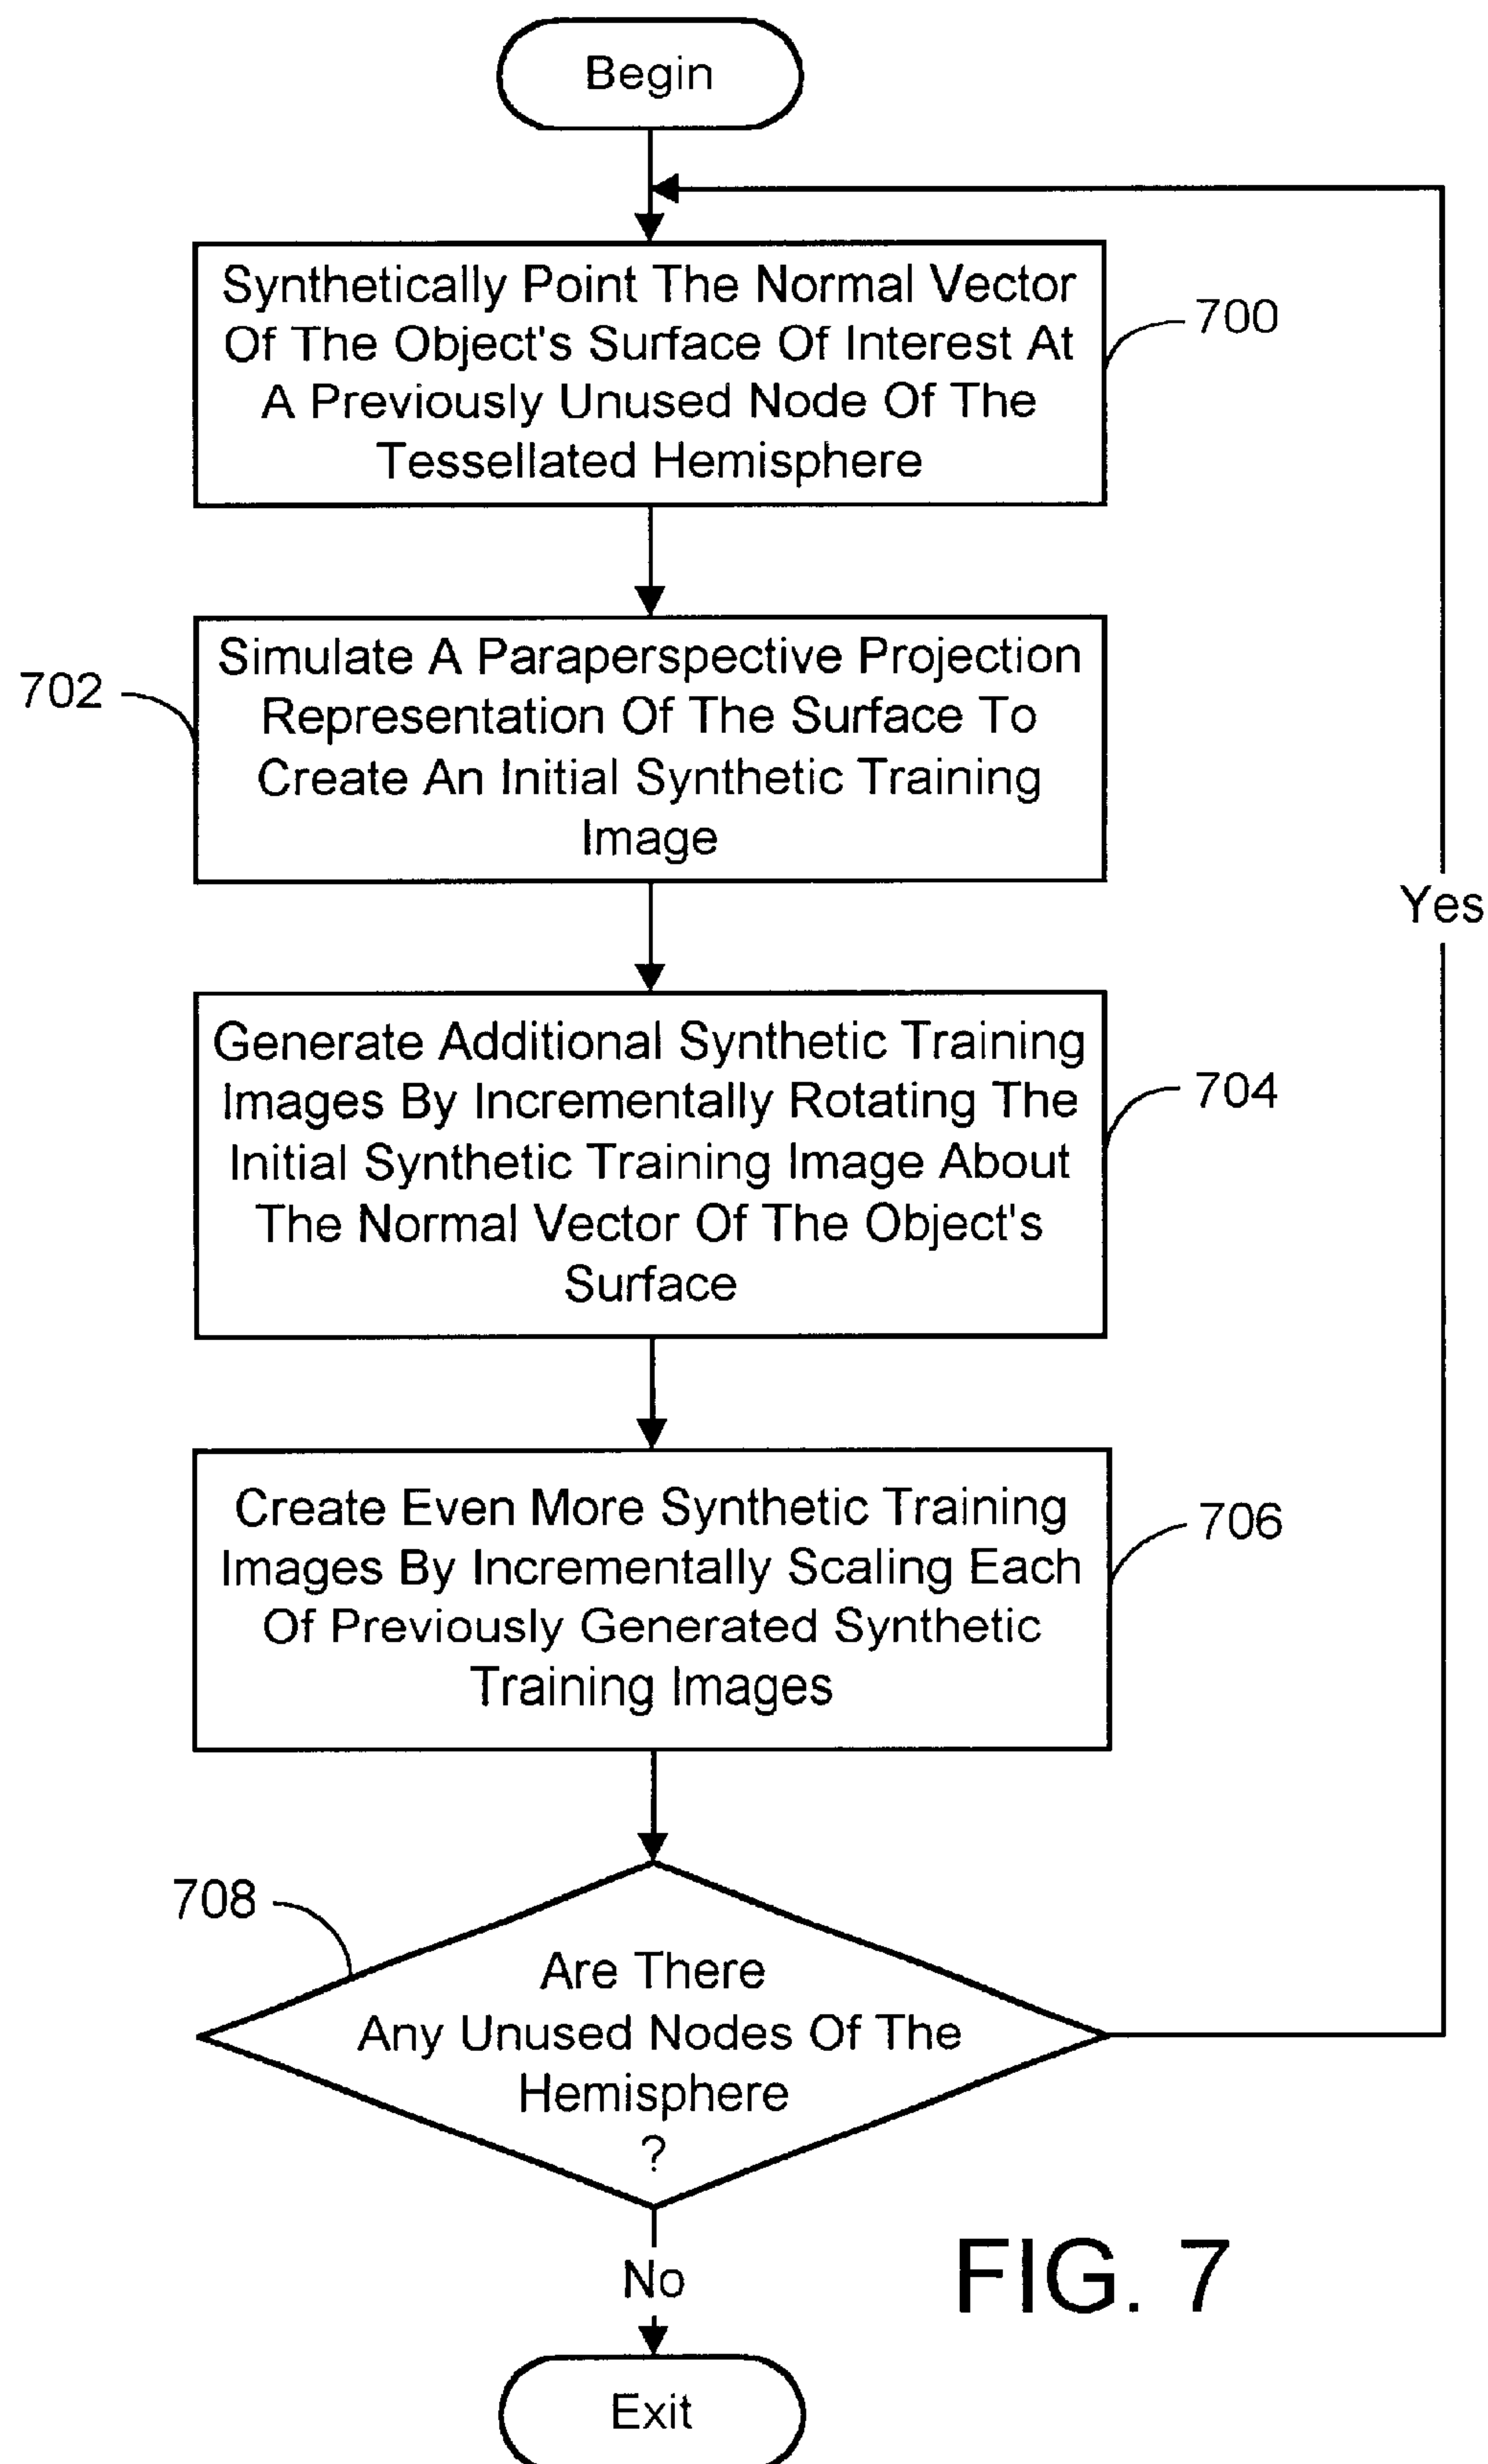 Begin
Synthetically Point The Normal Vector
Of The Object's Surface Of Interest At
A Previously Unused Node Of The
Tessellated Hemisphere
700
Simulate A Paraperspective Projection
Representation Of The Surface To
Create An Initial Synthetic Training
Image
702
Generate Additional Synthetic Training
Images By Incrementally Rotating The
Initial Synthetic Training Image About
The Normal Vector Of The Object's
Surface
704
Create Even More Synthetic Training
Images By Incrementally Scaling Each
Of Previously Generated Synthetic
Training Images
706
708
Are There
Any Unused Nodes Of The
Hemisphere
?
Yes
No
Exit
FIG. 7